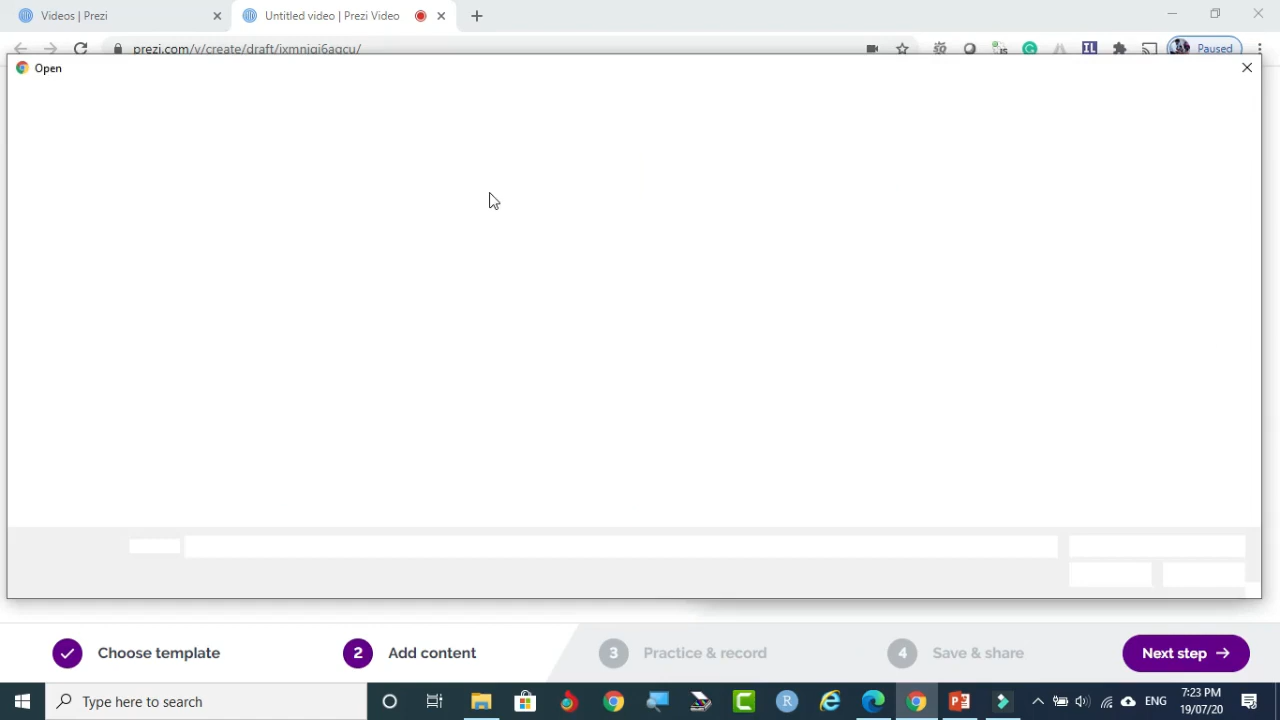 Videos | Prezi
Untitled video | Prezi Video
prezi.com/v/create/draft/ixmniqi6aqcu/
Paused
Open
Choose template
2 Add content
3 Practice & record
4 Save & share
Next step
Type here to search
ENG
7:23 PM
19/07/20